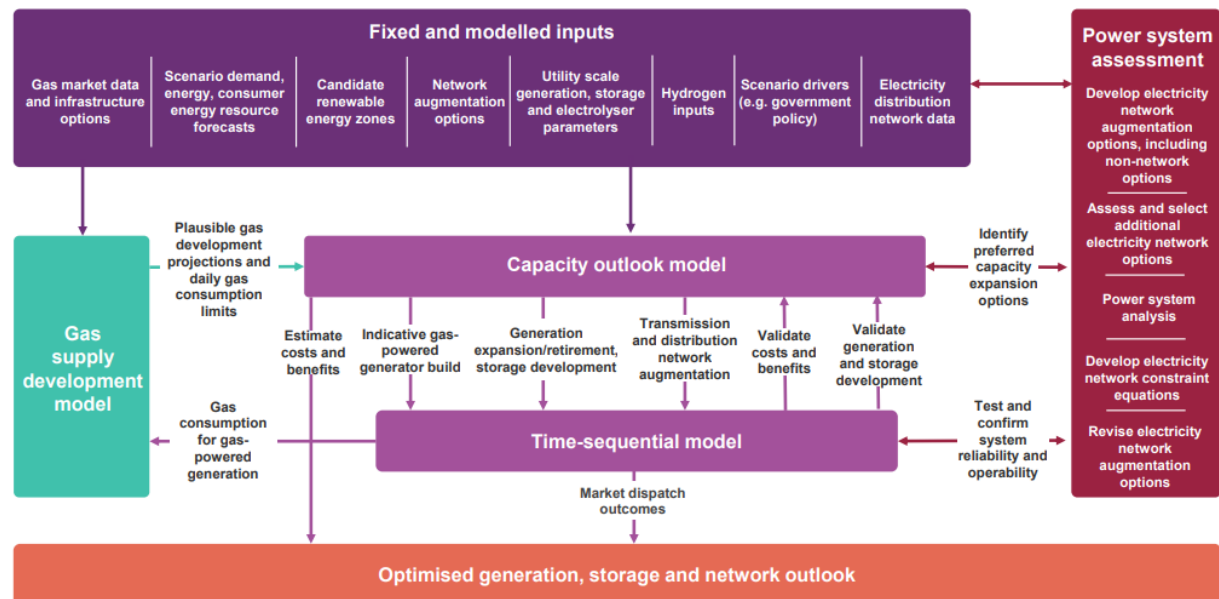 Fixed and modelled inputs
Gas market data
and infrastructure
options
Scenario demand,
energy, consumer
energy resource
forecasts
Candidate
renewable
energy zones
Network
augmentation
options
Utility scale
generation, storage
and electrolyser
parameters
Hydrogen
inputs
Scenario drivers
(e.g. government
policy)
Electricity
distribution
network data
Power system
assessment
Develop electricity
network
augmentation
options, including
non-network
options
Assess and select
additional
electricity network
options
Power system
analysis
Develop electricity
network constraint
equations
Revise electricity
network
augmentation
options
Plausible gas
development
projections and
daily gas
consumption
limits
Capacity outlook model
Identify
preferred
capacity
expansion
options
Gas
supply
development
model
Estimate
costs and
benefits
Indicative gas-
powered
generator build
Generation
expansion/retirement,
storage development
Transmission
and distribution
network
augmentation
Validate
costs and
benefits
Validate
generation
and storage
development
Gas
consumption
for gas-
powered
generation
Time-sequential model
Test and
confirm
system
reliability and
operability
Market dispatch
outcomes
Optimised generation, storage and network outlook